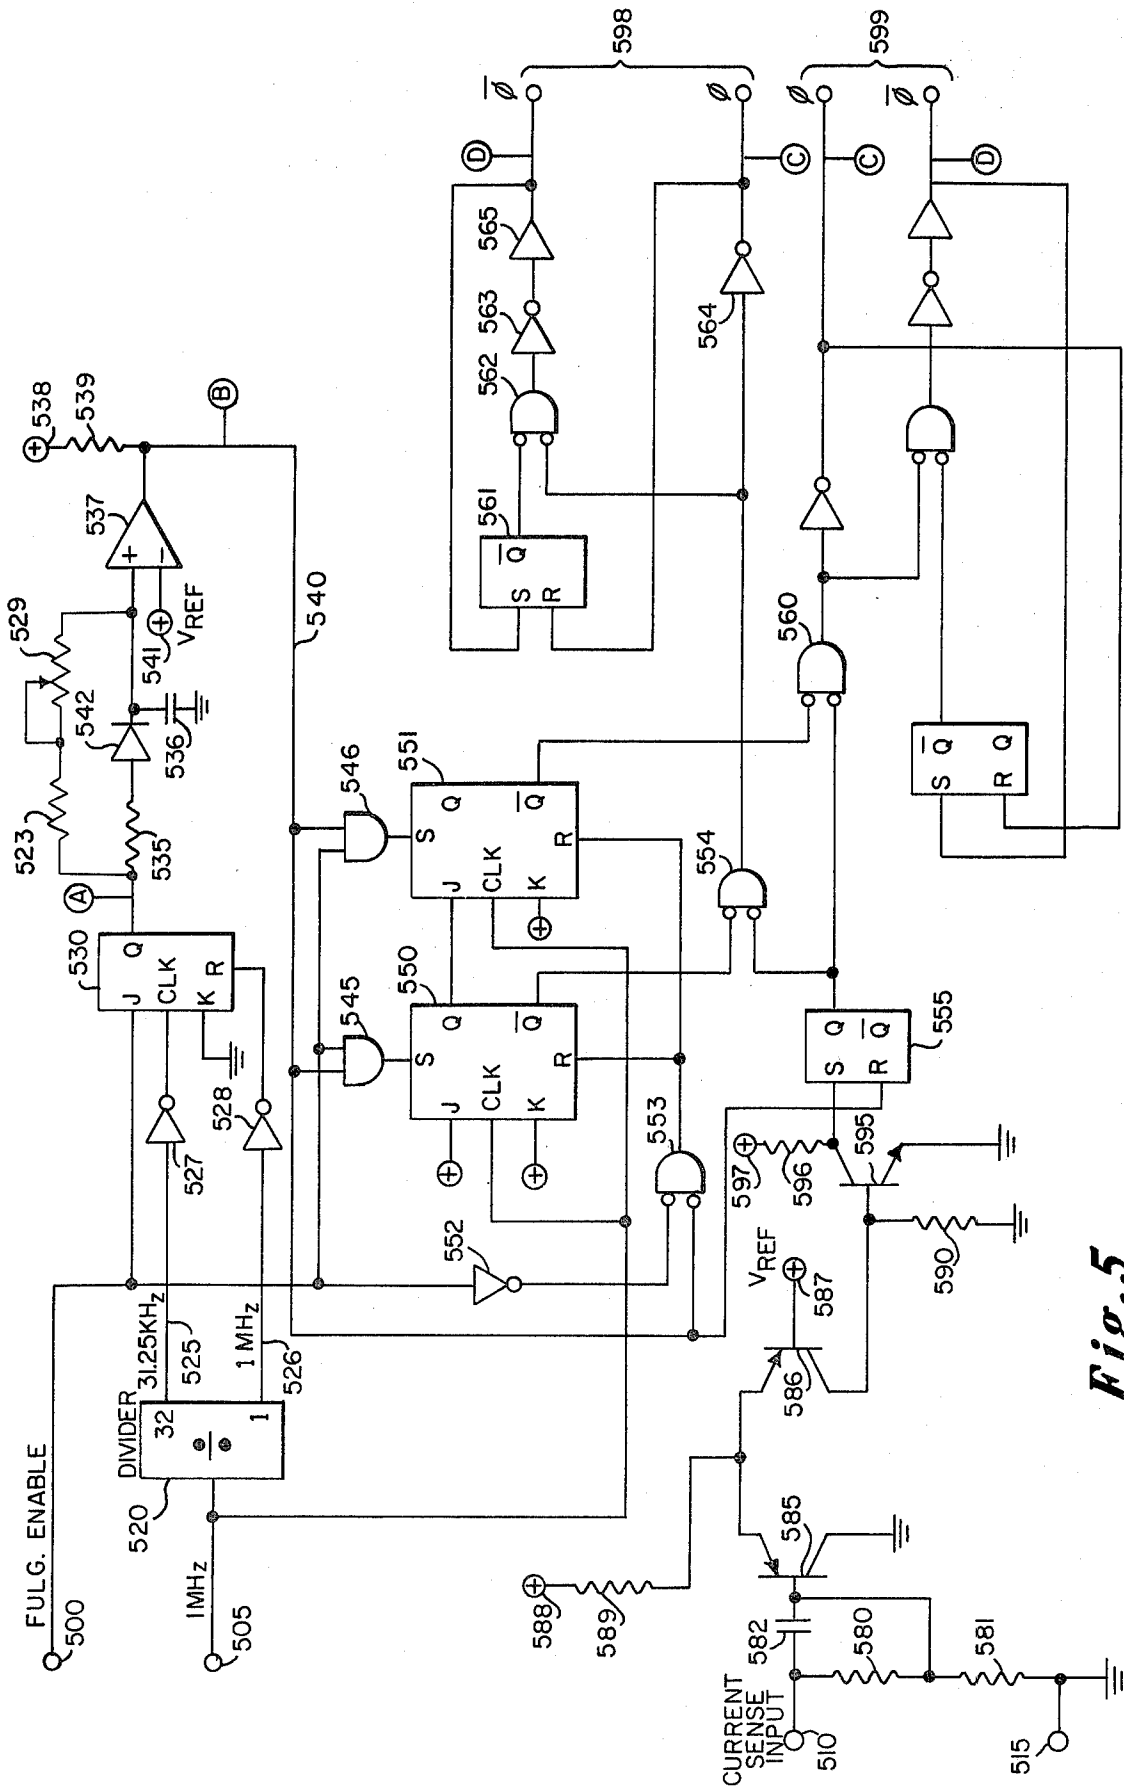 FULG. ENABLE
500
1MHz
505
DIVIDER
32
÷
1
520
31.25KHz
525
1 MHz
526
527
528
J
CLK
K
Q
R
530
A
523
529
535
542
536
+
−
537
541
VREF
538
539
B
540
545
546
J
CLK
K
S
Q
Q̅
R
550
J
CLK
K
S
Q
Q̅
R
551
552
553
554
560
S
R
Q
Q̅
555
S
R
Q̅
561
562
563
565
564
D
Φ̅
C
Φ
598
C
Φ
D
Φ̅
599
S
R
Q̅
Q
CURRENT
SENSE
INPUT
510
515
580
581
582
585
586
VREF
587
588
589
590
595
596
597
Fig. 5